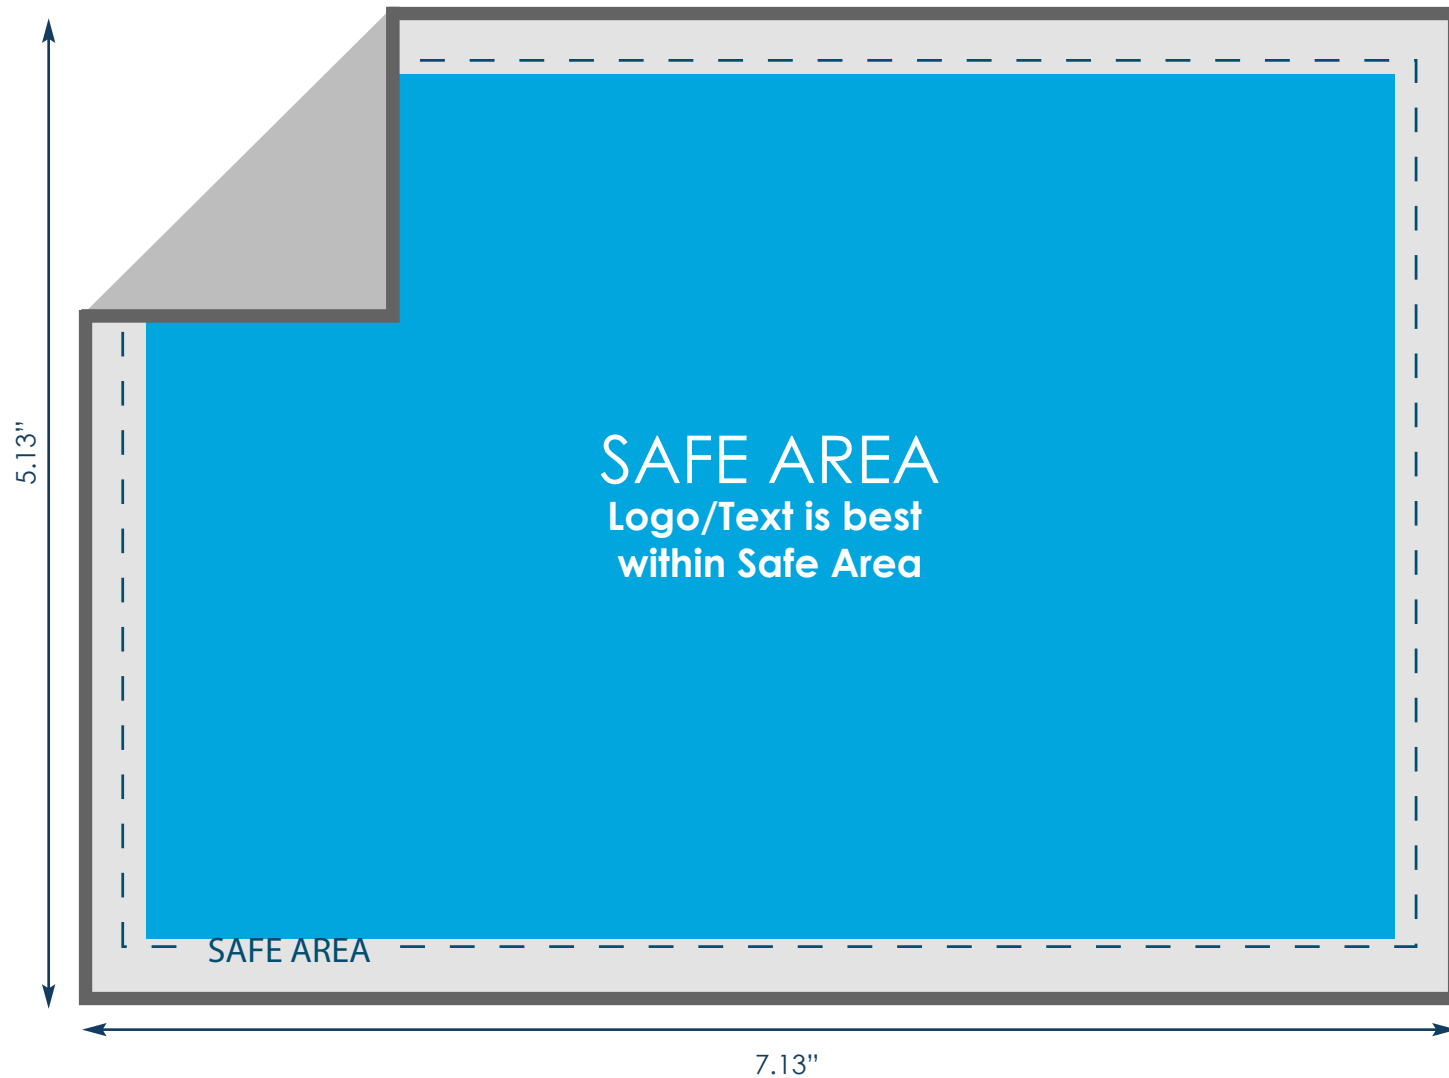 5.13”
SAFE AREA
Logo/Text is best
within Safe Area
SAFE AREA
7.13”